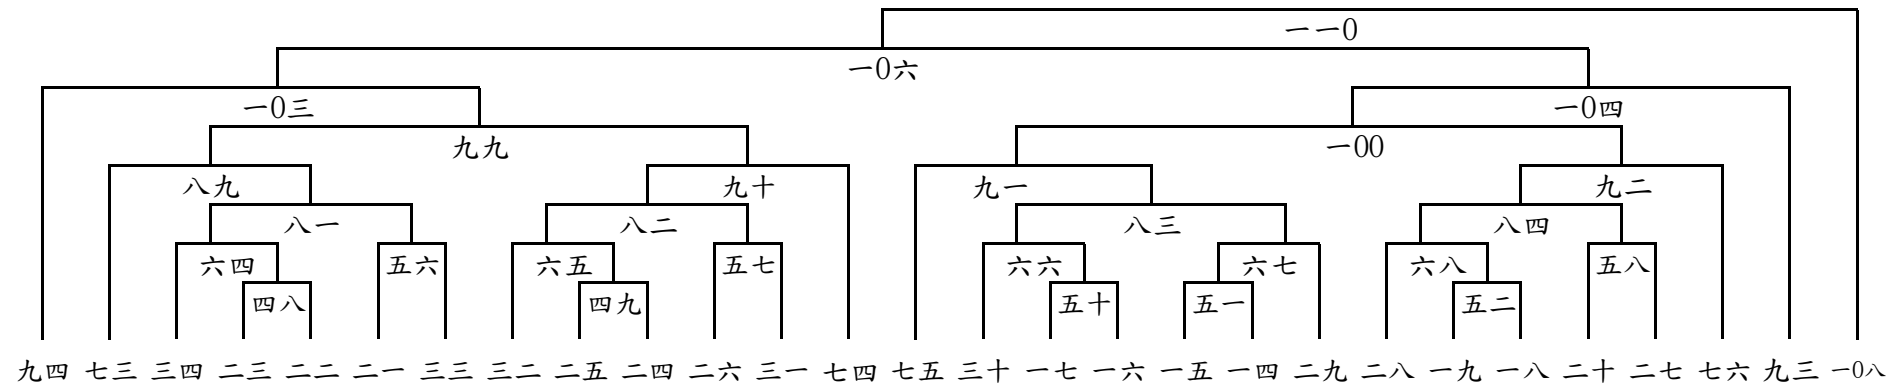 一一0
一0六
一0三 一0四
九九 一00
八九 九十 九一 九二
八一 八二 八三 八四
六四 五六 六五 五七 六六 六七 六八 五八
四八 四九 五十 五一 五二
九四 七三 三四 二三 二二 二一 三三 三二 二五 二四 二六 三一 七四 七五 三十 一七 一六 一五 一四 二九 二八 一九 一八 二十 二七 七六 九三 一0八